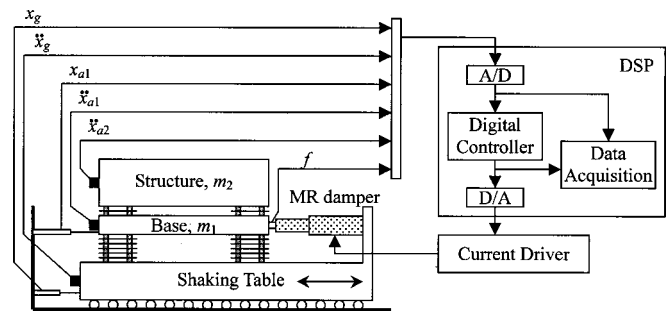 x_g
ẍ_g
x_a1
ẍ_a1
ẍ_a2
f
Structure, m_2
MR damper
Base, m_1
Shaking Table
DSP
A/D
Digital
Controller
Data
Acquisition
D/A
Current Driver